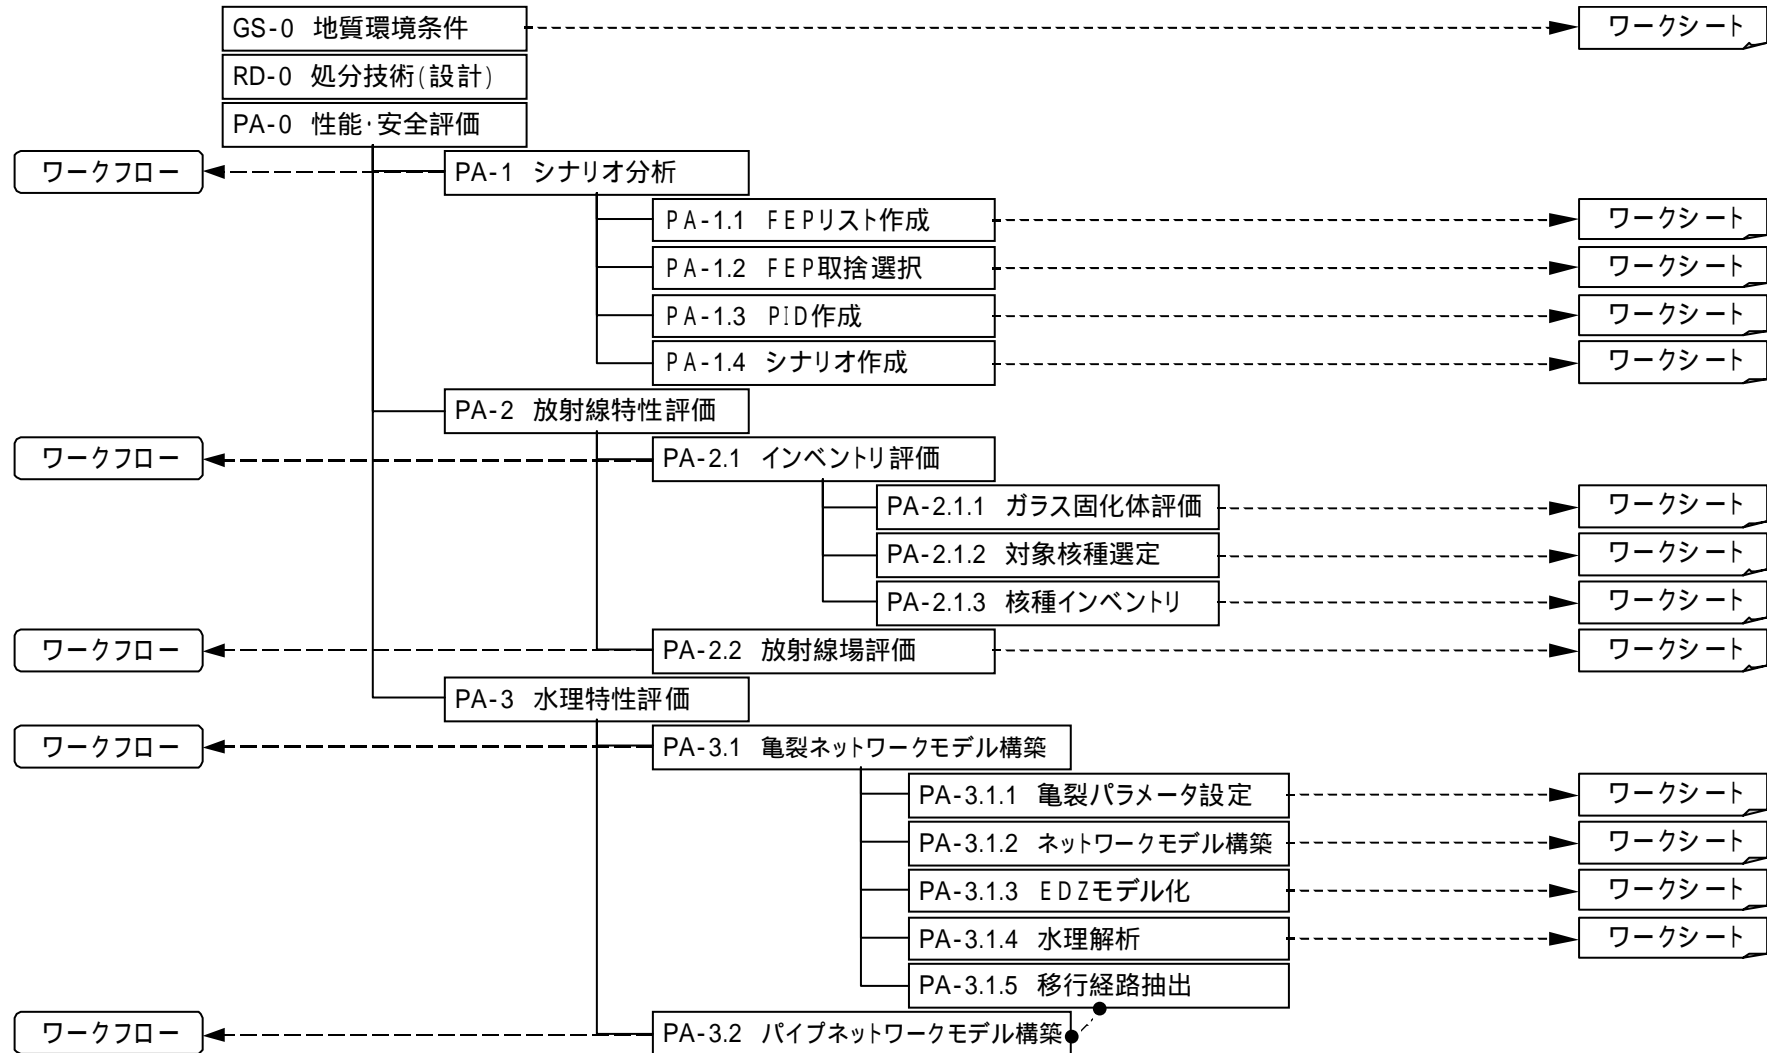 GS-0 地質環境条件 ワークシート
RD-0 処分技術(設計)
PA-0 性能・安全評価
ワークフロー PA-1 シナリオ分析
PA-1.1 FEPリスト作成 ワークシート
PA-1.2 FEP取捨選択 ワークシート
PA-1.3 PID作成 ワークシート
PA-1.4 シナリオ作成 ワークシート
PA-2 放射線特性評価
ワークフロー PA-2.1 インベントリ評価
PA-2.1.1 ガラス固化体評価 ワークシート
PA-2.1.2 対象核種選定 ワークシート
PA-2.1.3 核種インベントリ ワークシート
ワークフロー PA-2.2 放射線場評価 ワークシート
PA-3 水理特性評価
ワークフロー PA-3.1 亀裂ネットワークモデル構築
PA-3.1.1 亀裂パラメータ設定 ワークシート
PA-3.1.2 ネットワークモデル構築 ワークシート
PA-3.1.3 EDZモデル化 ワークシート
PA-3.1.4 水理解析 ワークシート
PA-3.1.5 移行経路抽出
ワークフロー PA-3.2 パイプネットワークモデル構築